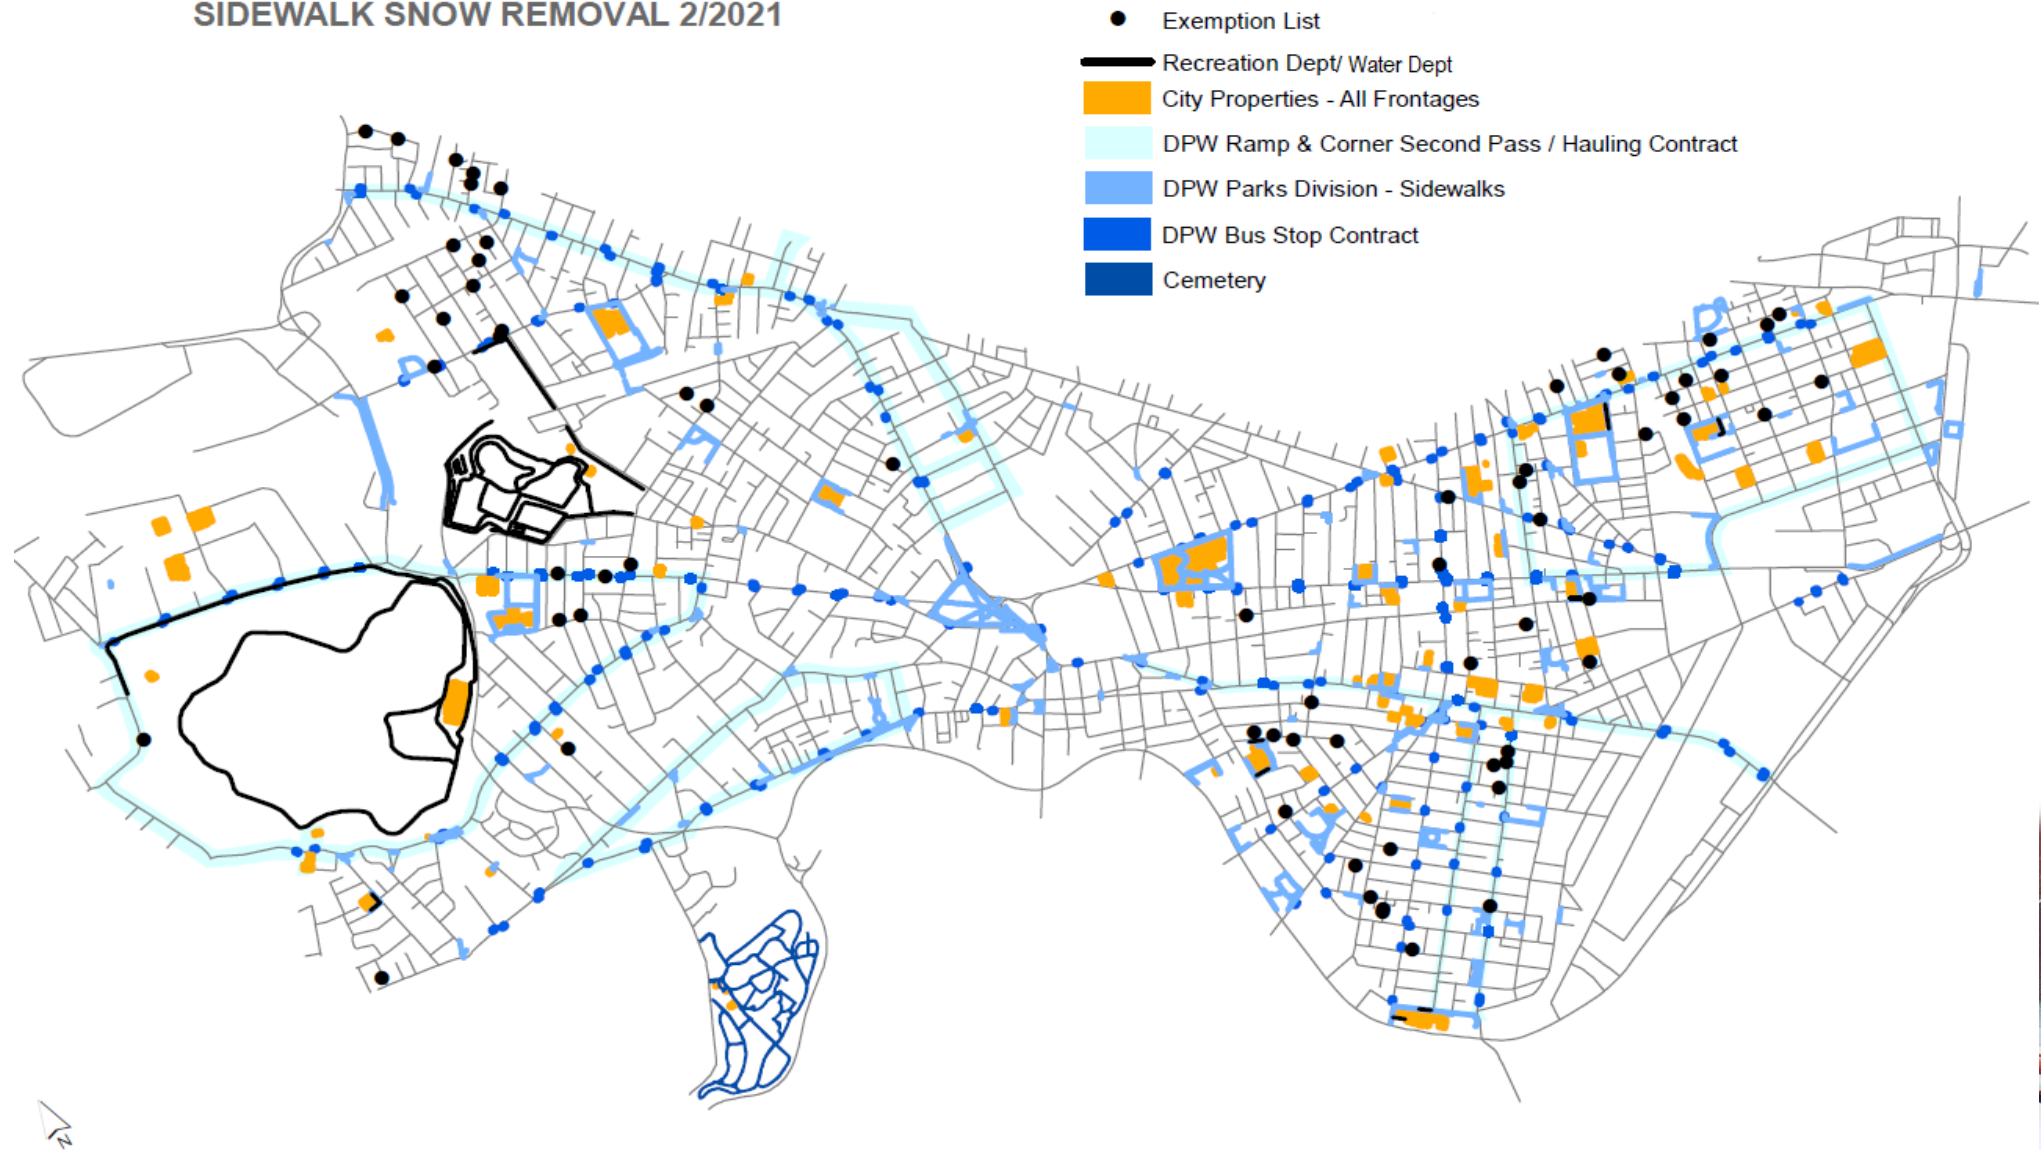 SIDEWALK SNOW REMOVAL 2/2021
Exemption List
Recreation Dept/ Water Dept
City Properties - All Frontages
DPW Ramp & Corner Second Pass / Hauling Contract
DPW Parks Division - Sidewalks
DPW Bus Stop Contract
Cemetery
N